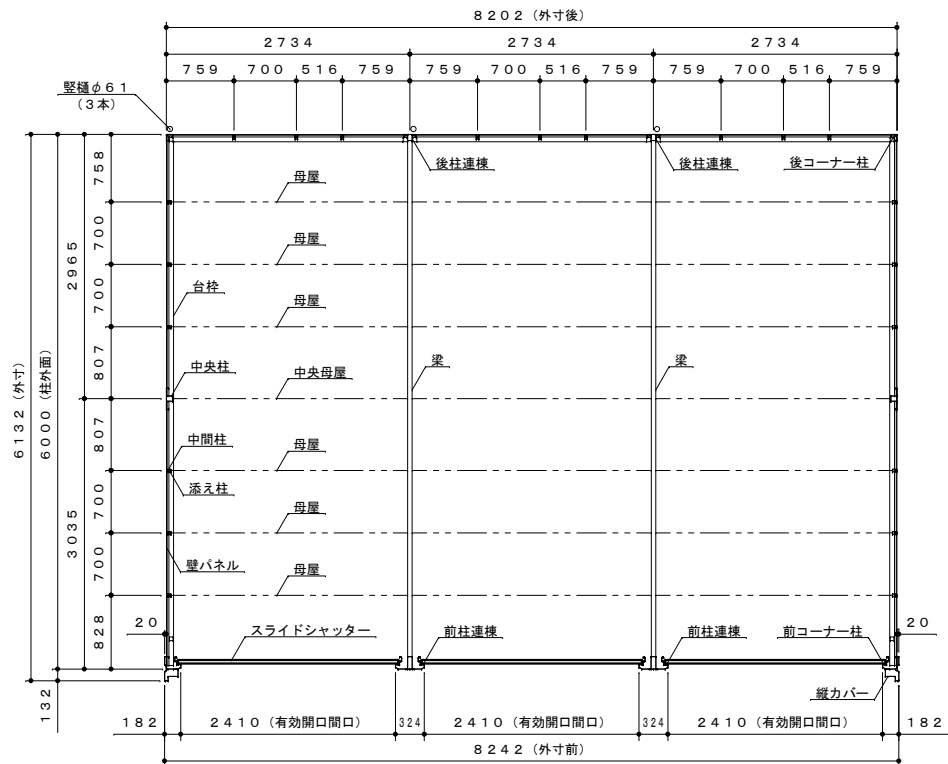 ８２０２（外寸後）
２７３４ ２７３４ ２７３４
７５９ ７００ ５１６ ７５９ ７５９ ７００ ５１６ ７５９ ７５９ ７００ ５１６ ７５９
竪樋φ６１
（３本）
後柱連棟 後柱連棟 後コーナー柱
７５８
母屋
７００
母屋
２９６５
台枠
７００
母屋
８０７
中央柱 中央母屋 梁 梁
６１３２（外寸）
６０００（柱外面）
８０７
中間柱 母屋
添え柱
７００
母屋
３０３５
壁パネル
７００
母屋
２０ ８２８ スライドシャッター 前柱連棟 前柱連棟 前コーナー柱 ２０
縦カバー
１３２
１８２ ２４１０（有効開口間口） ３２４ ２４１０（有効開口間口） ３２４ ２４１０（有効開口間口） １８２
８２４２（外寸前）